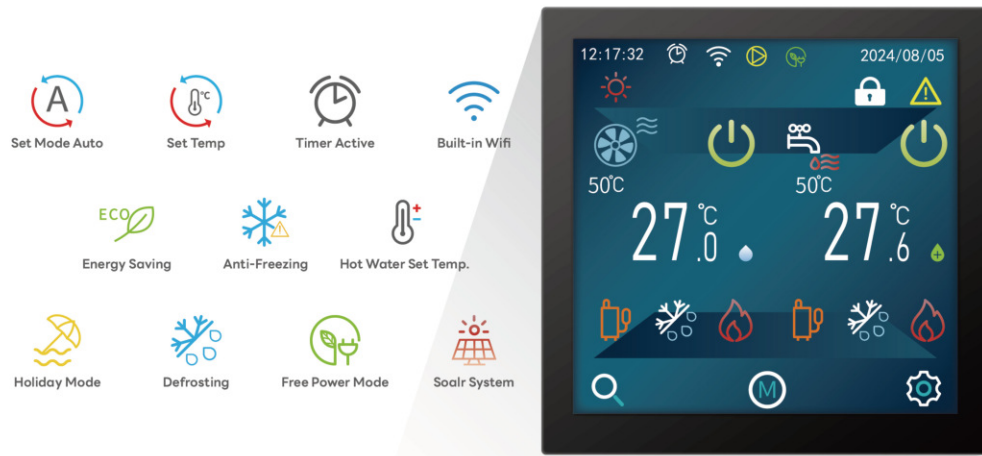 A
°C
Set Mode Auto
Set Temp
Timer Active
Built-in Wifi
ECO
Energy Saving
Anti-Freezing
Hot Water Set Temp.
Holiday Mode
Defrosting
Free Power Mode
Soalr System
12:17:32
2024/08/05
50°C
50°C
27.0°C
27.6°C
M